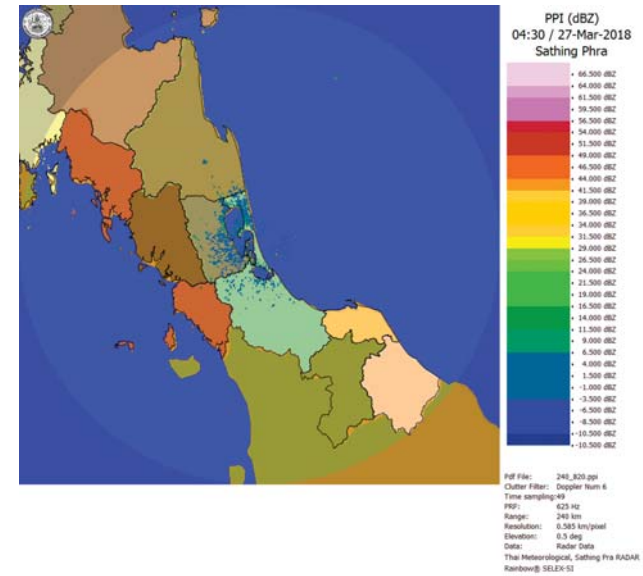 PPI (dBZ)
04:30 / 27-Mar-2018
Sathing Phra
66.500 dBZ
64.000 dBZ
61.500 dBZ
59.500 dBZ
56.500 dBZ
54.000 dBZ
51.500 dBZ
49.000 dBZ
46.500 dBZ
44.000 dBZ
41.500 dBZ
39.000 dBZ
36.500 dBZ
34.000 dBZ
31.500 dBZ
29.000 dBZ
26.500 dBZ
24.000 dBZ
21.500 dBZ
19.000 dBZ
16.500 dBZ
14.000 dBZ
11.500 dBZ
9.000 dBZ
6.500 dBZ
4.000 dBZ
1.500 dBZ
-1.000 dBZ
-3.500 dBZ
-6.500 dBZ
-8.500 dBZ
-10.500 dBZ
-10.500 dBZ
Pdf File: 240_820.ppi
Clutter Filter: Doppler Num 6
Time sampling:49
PRF: 625 Hz
Range: 240 km
Resolution: 0.585 km/pixel
Elevation: 0.5 deg
Data: Radar Data
Thai Meteorological, Sathing Pra RADAR
Rainbow® SELEX-SI